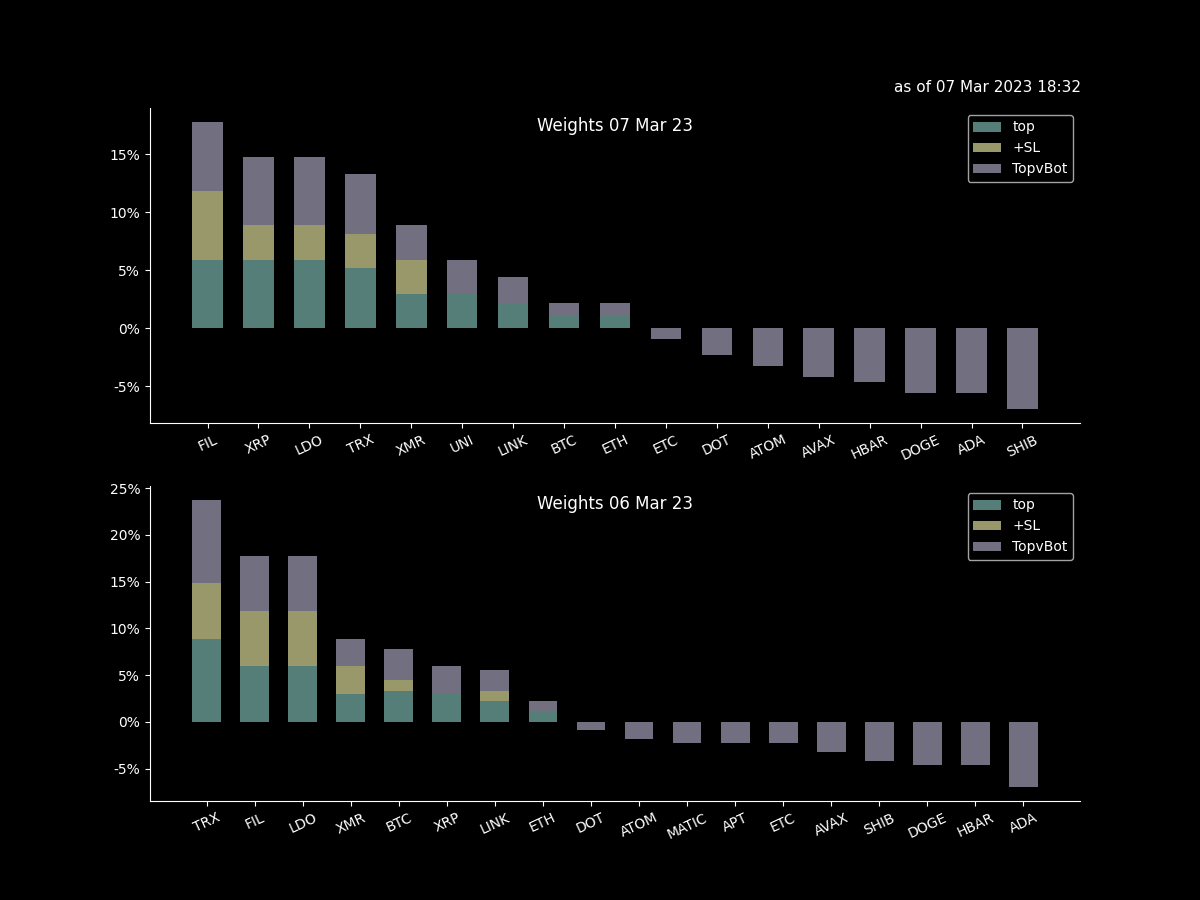 as of 07 Mar 2023 18:32
Weights 07 Mar 23
top
+SL
TopvBot
15%
10%
5%
0%
-5%
FIL XRP LDO TRX XMR UNI LINK BTC ETH ETC DOT ATOM AVAX HBAR DOGE ADA SHIB
Weights 06 Mar 23
top
+SL
TopvBot
25%
20%
15%
10%
5%
0%
-5%
TRX FIL LDO XMR BTC XRP LINK ETH DOT ATOM MATIC APT ETC AVAX SHIB DOGE HBAR ADA